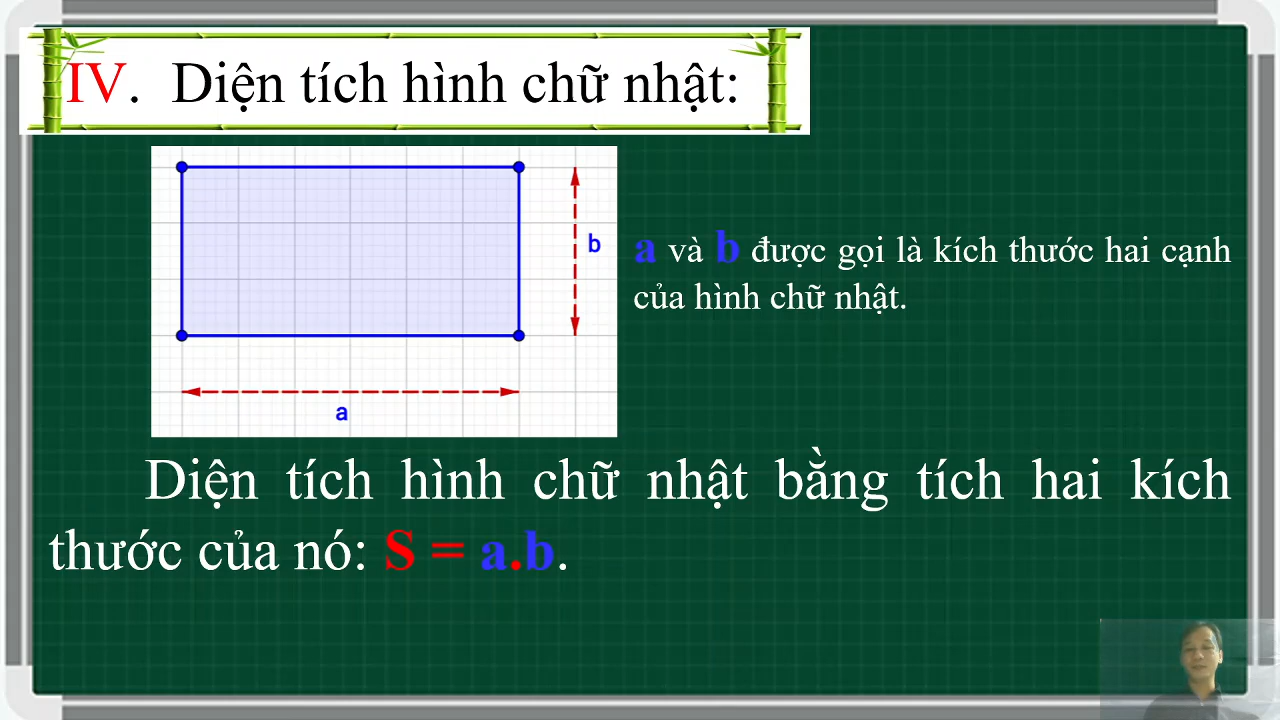 IV. Diện tích hình chữ nhật:
b
a và b được gọi là kích thước hai cạnh
của hình chữ nhật.
a
Diện tích hình chữ nhật bằng tích hai kích
thước của nó: S = a.b.